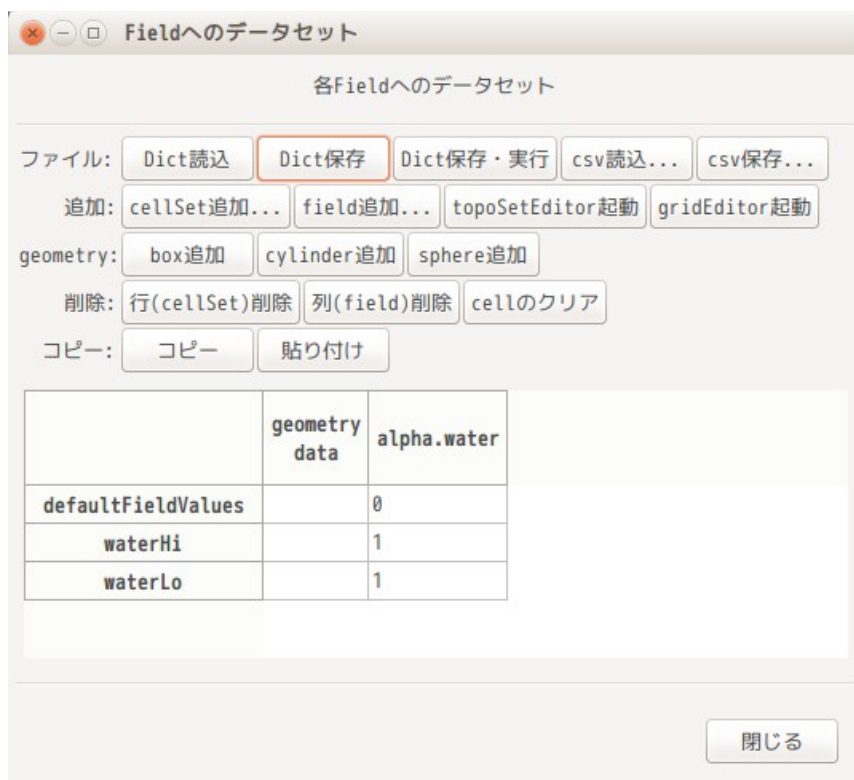 Fieldへのデータセット
各Fieldへのデータセット
ファイル: Dict読込 Dict保存 Dict保存・実行 csv読込... csv保存...
追加: cellSet追加... field追加... topoSetEditor起動 gridEditor起動
geometry: box追加 cylinder追加 sphere追加
削除: 行(cellSet)削除 列(field)削除 cellのクリア
コピー: コピー 貼り付け
geometry
data alpha.water
defaultFieldValues 0
waterHi 1
waterLo 1
閉じる